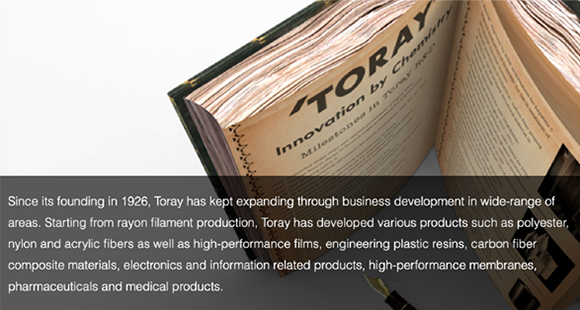 'TORAY'
Innovation by Chemistry
Milestones in Toray R&D
Since its founding in 1926, Toray has kept expanding through business development in wide-range of
areas. Starting from rayon filament production, Toray has developed various products such as polyester,
nylon and acrylic fibers as well as high-performance films, engineering plastic resins, carbon fiber
composite materials, electronics and information related products, high-performance membranes,
pharmaceuticals and medical products.